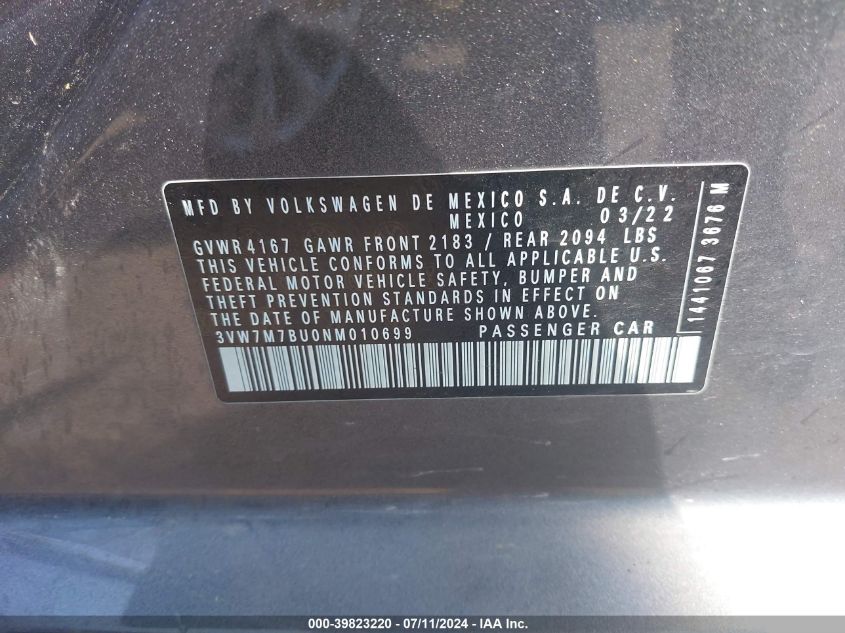 MFD BY VOLKSWAGEN DE MEXICO S.A. DE C.V.
MEXICO 03/22
GVWR4167 GAWR FRONT 2183 / REAR 2094 LBS
THIS VEHICLE CONFORMS TO ALL APPLICABLE U.S.
FEDERAL MOTOR VEHICLE SAFETY, BUMPER AND
THEFT PREVENTION STANDARDS IN EFFECT ON
THE DATE OF MANUFACTURE SHOWN ABOVE.
3VW7M7BU0NM010699 PASSENGER CAR
1441067 3676 M
000-39823220 - 07/11/2024 - IAA Inc.